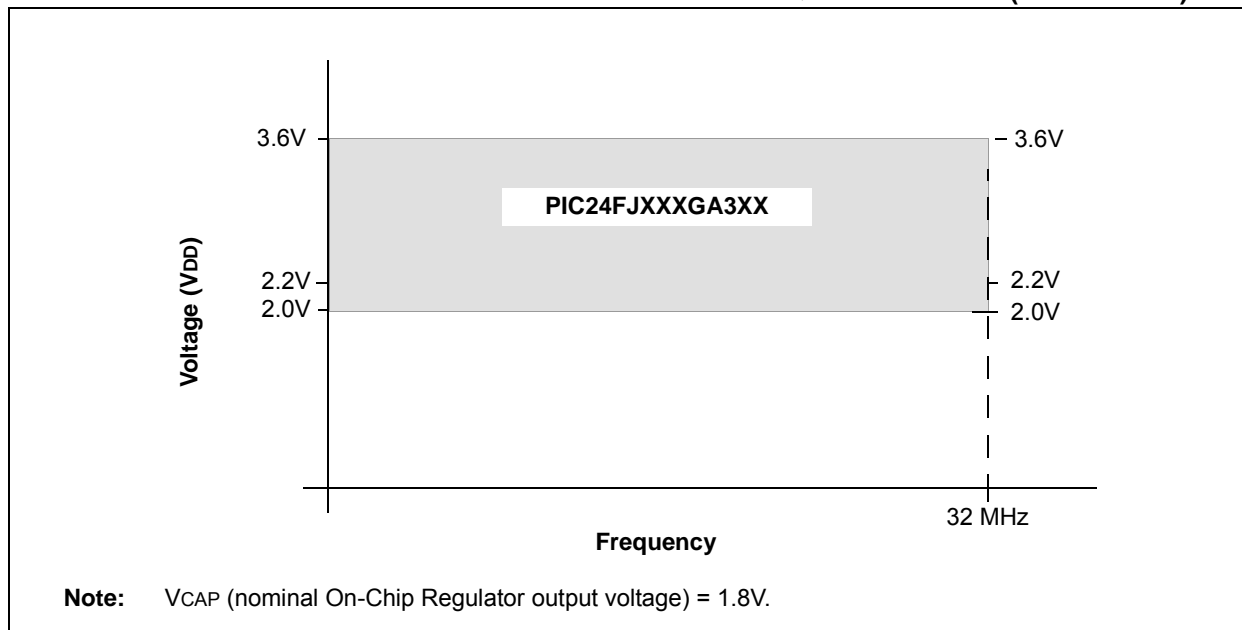 3.6V
3.6V
PIC24FJXXXGA3XX
Voltage (VDD)
2.2V
2.2V
2.0V
2.0V
32 MHz
Frequency
Note: VCAP (nominal On-Chip Regulator output voltage) = 1.8V.